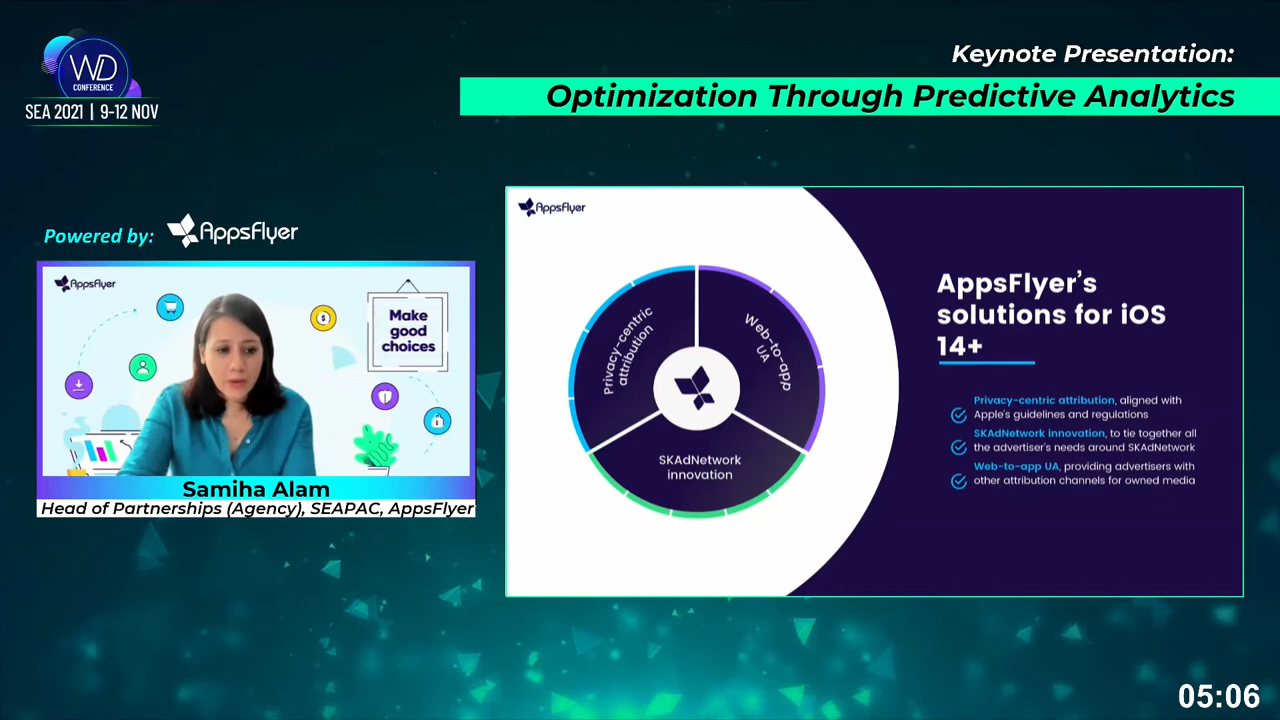 WD
CONFERENCE
SEA 2021 | 9-12 NOV
Keynote Presentation:
Optimization Through Predictive Analytics
Powered by:
AppsFlyer
AppsFlyer
Make
good
choices
Samiha Alam
Head of Partnerships (Agency), SEAPAC, AppsFlyer
AppsFlyer
Privacy-centric
attribution
Web-to-app
UA
SKAdNetwork
innovation
AppsFlyer's
solutions for iOS
14+
Privacy-centric attribution, aligned with
Apple's guidelines and regulations
SKAdNetwork innovation, to tie together all
the advertiser's needs around SKAdNetwork
Web-to-app UA, providing advertisers with
other attribution channels for owned media
05:06